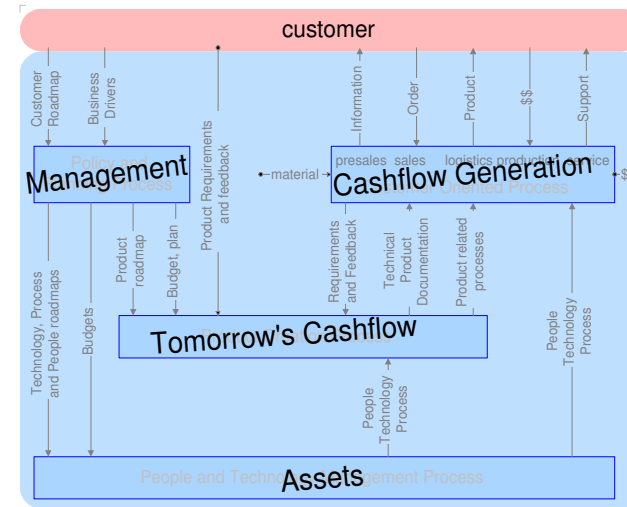 customer
Customer
Roadmap
Business
Drivers
Product Requirements
and feedback
Information
Order
Product
$$
Support
Policy and
Process
Management
presales sales logistics production service
material
Oriented Process
Cashflow Generation
$
Technology, Process
and People roadmaps
Budgets
Product
roadmap
Budget, plan
Requirements
and Feedback
Technical
Product
Documentation
Product related
processes
People
Technology
Process
Tomorrow's Cashflow
People
Technology
Process
People and Technology Management Process
Assets